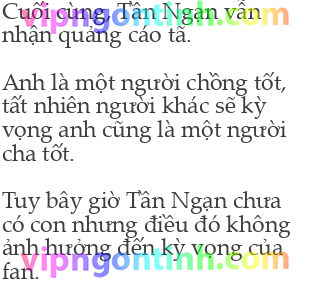 Cuối cùng, Tần Ngạn vẫn
vipngontinh.com
nhận quảng cáo tã.
Anh là một người chồng tốt,
tất nhiên người khác sẽ kỳ
vọng anh cũng là một người
cha tốt.
Tuy bây giờ Tần Ngạn chưa
có con nhưng điều đó không
ảnh hưởng đến kỳ vọng của
vipngontinh.com
fan.